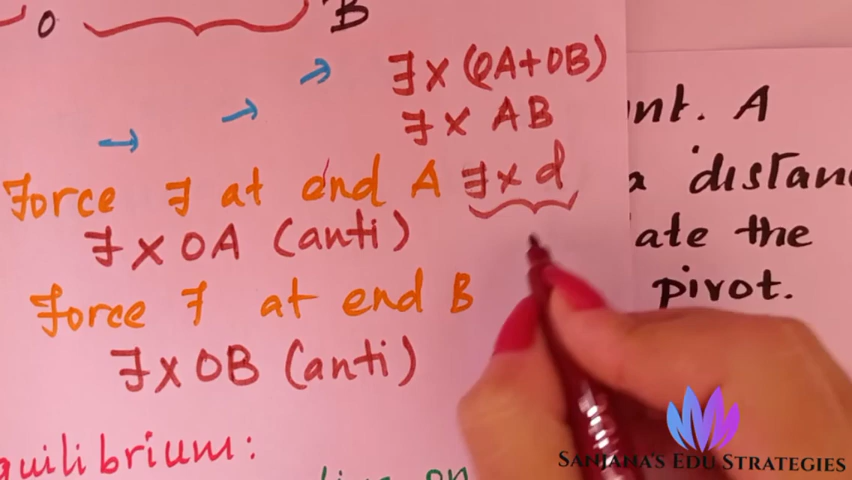 O B
F × (OA+OB)
F × AB
Force F at end A F × d
F × OA (anti)
Force F at end B
F × OB (anti)
quilibrium:
on
nt. A
a distan
ate the
pivot.
SanJana's Edu Strategies